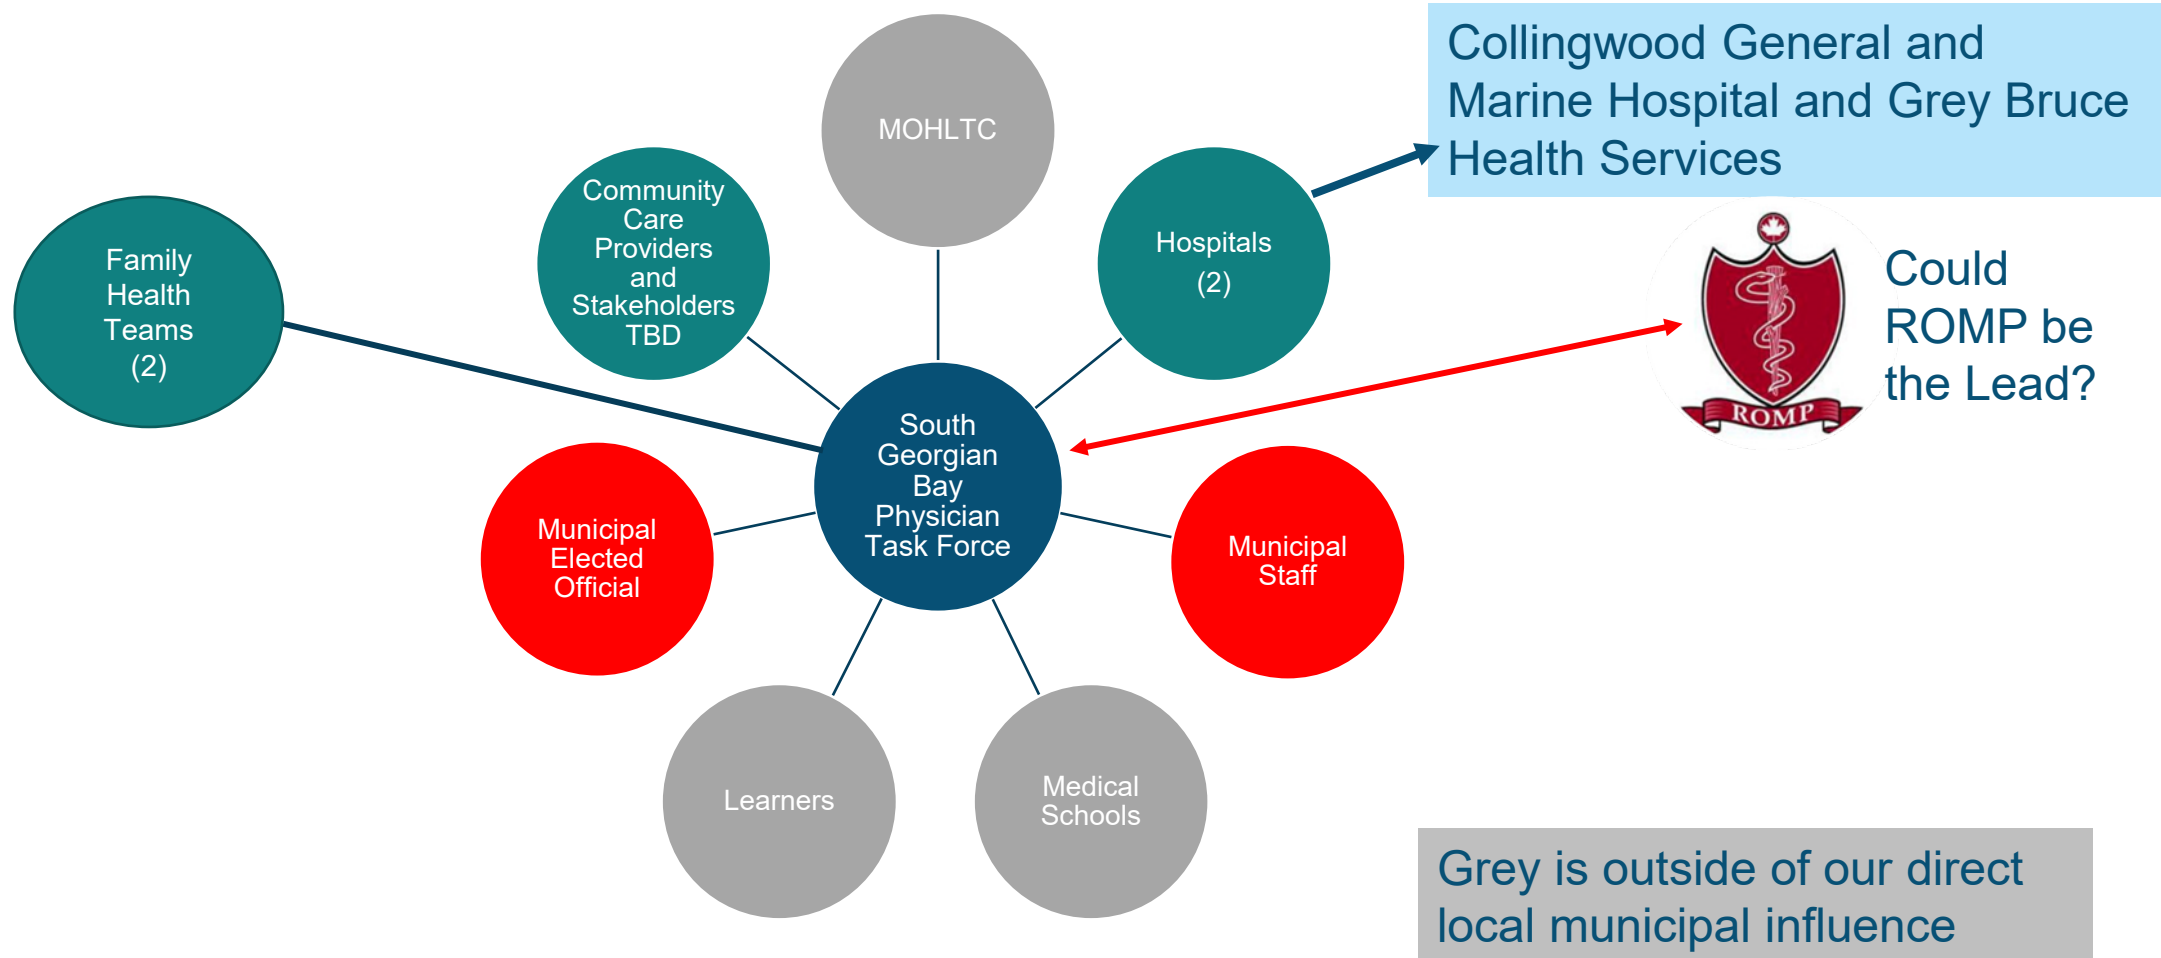 MOHLTC
Collingwood General and
Marine Hospital and Grey Bruce
Health Services
Community
Care
Providers
and
Stakeholders
TBD
Hospitals
(2)
Family
Health
Teams
(2)
Could
ROMP be
the Lead?
ROMP
South
Georgian
Bay
Physician
Task Force
Municipal
Elected
Official
Municipal
Staff
Learners
Medical
Schools
Grey is outside of our direct
local municipal influence